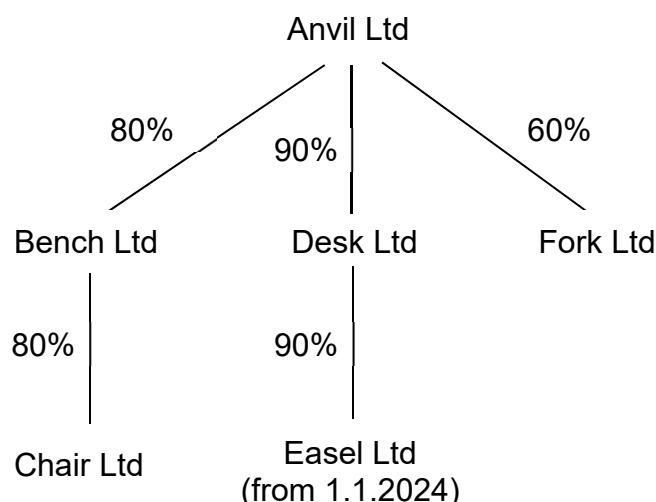 Anvil Ltd
80%
90%
60%
Bench Ltd
Desk Ltd
Fork Ltd
80%
90%
Chair Ltd
Easel Ltd
(from 1.1.2024)